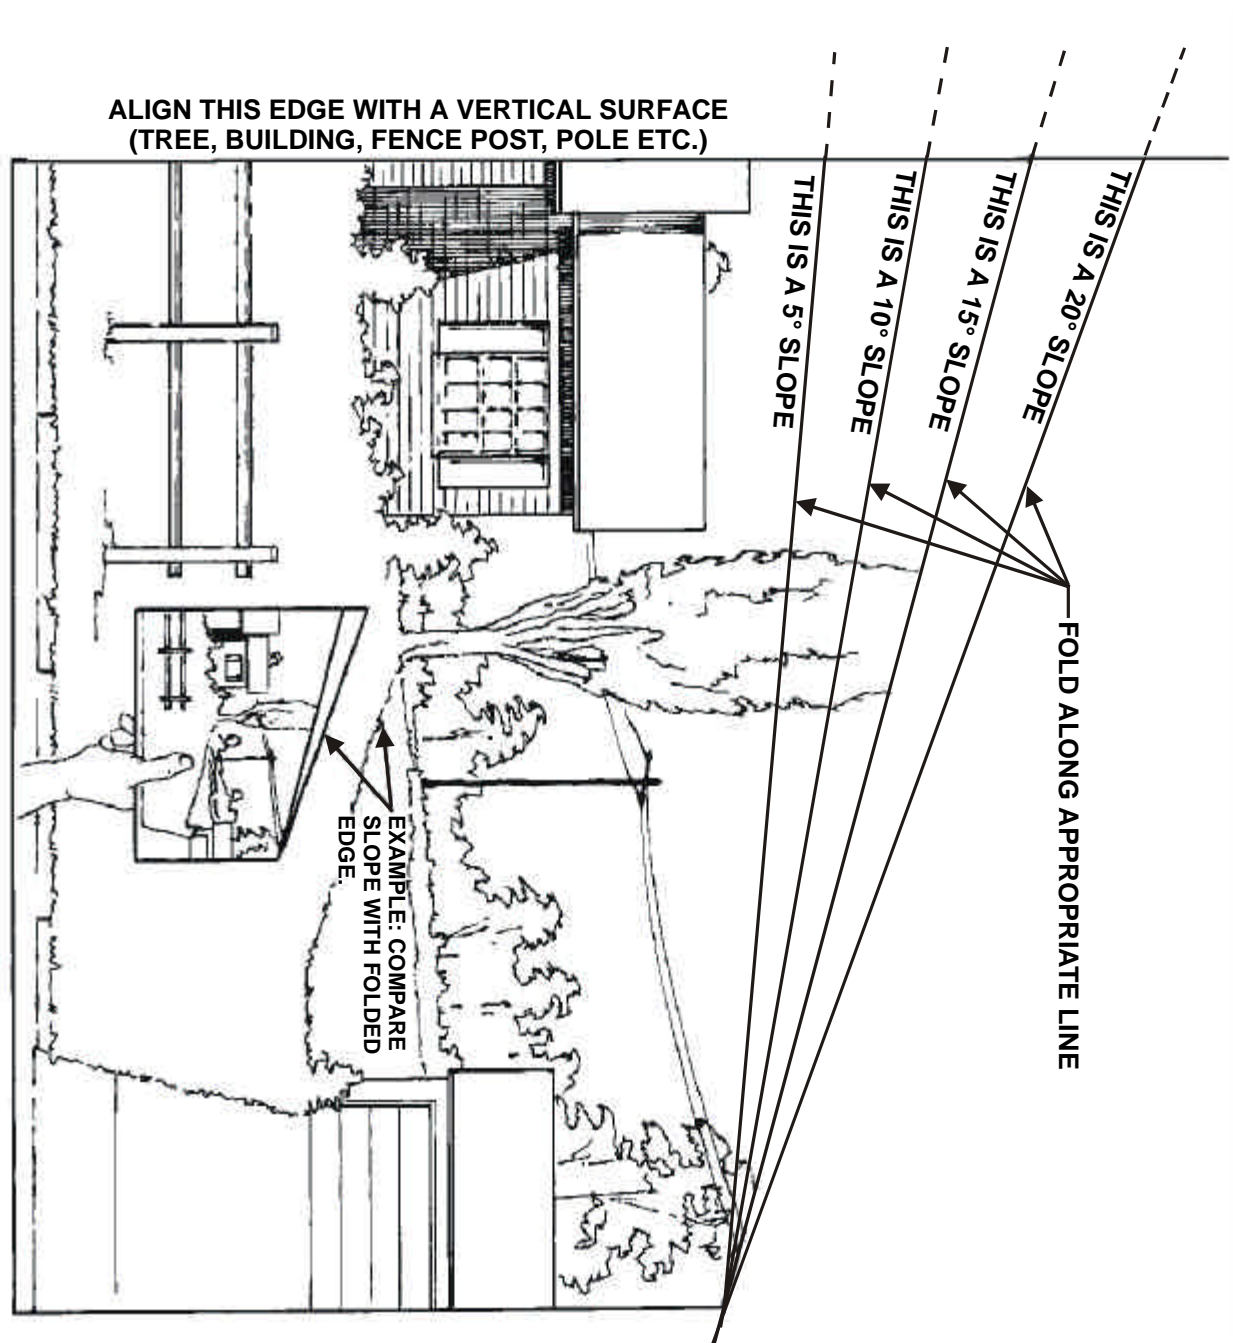 ALIGN THIS EDGE WITH A VERTICAL SURFACE
(TREE, BUILDING, FENCE POST, POLE ETC.)
THIS IS A 5° SLOPE
THIS IS A 10° SLOPE
THIS IS A 15° SLOPE
THIS IS A 20° SLOPE
FOLD ALONG APPROPRIATE LINE
EXAMPLE: COMPARE
SLOPE WITH FOLDED
EDGE.